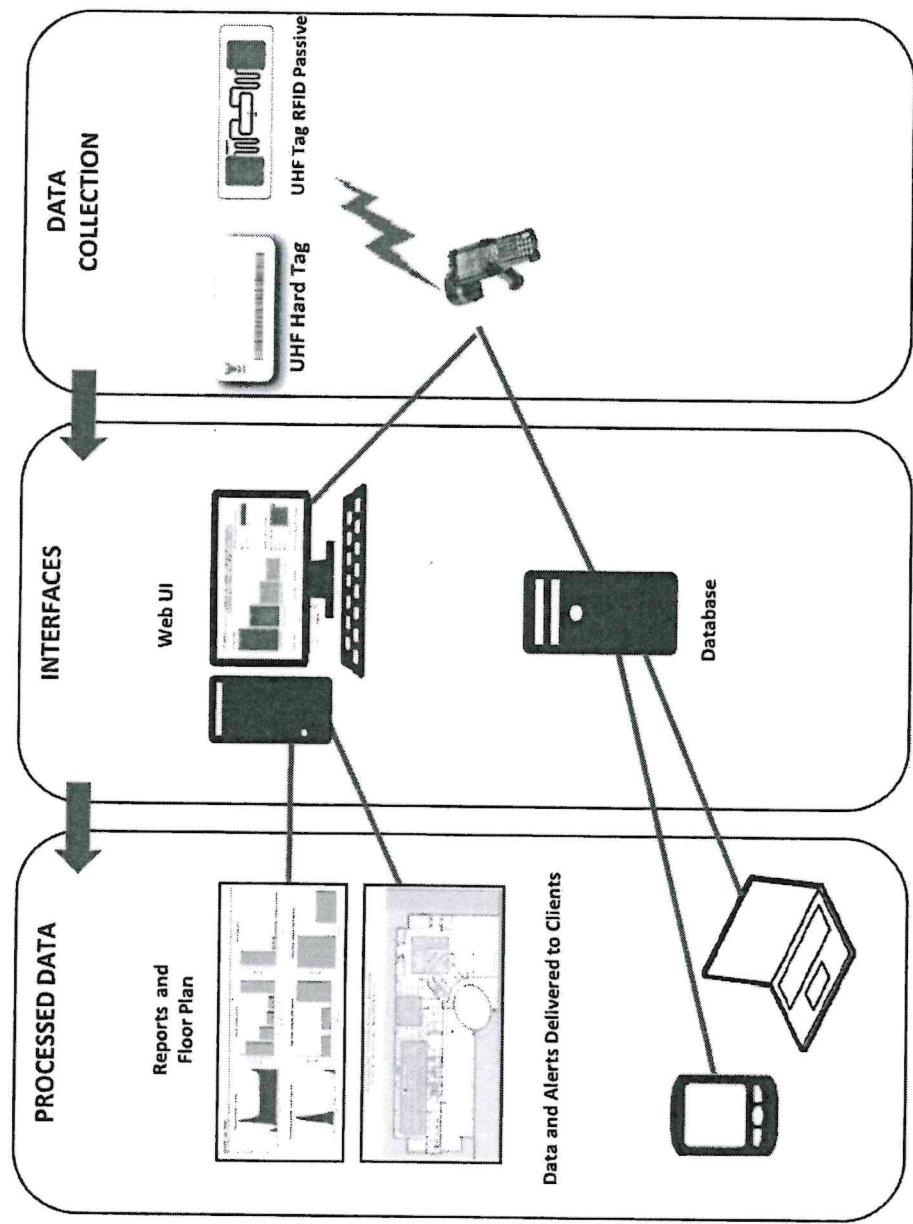 DATA
COLLECTION
UHF Hard Tag
UHF Tag RFID Passive
INTERFACES
Web UI
Database
PROCESSED DATA
Reports and
Floor Plan
Data and Alerts Delivered to Clients